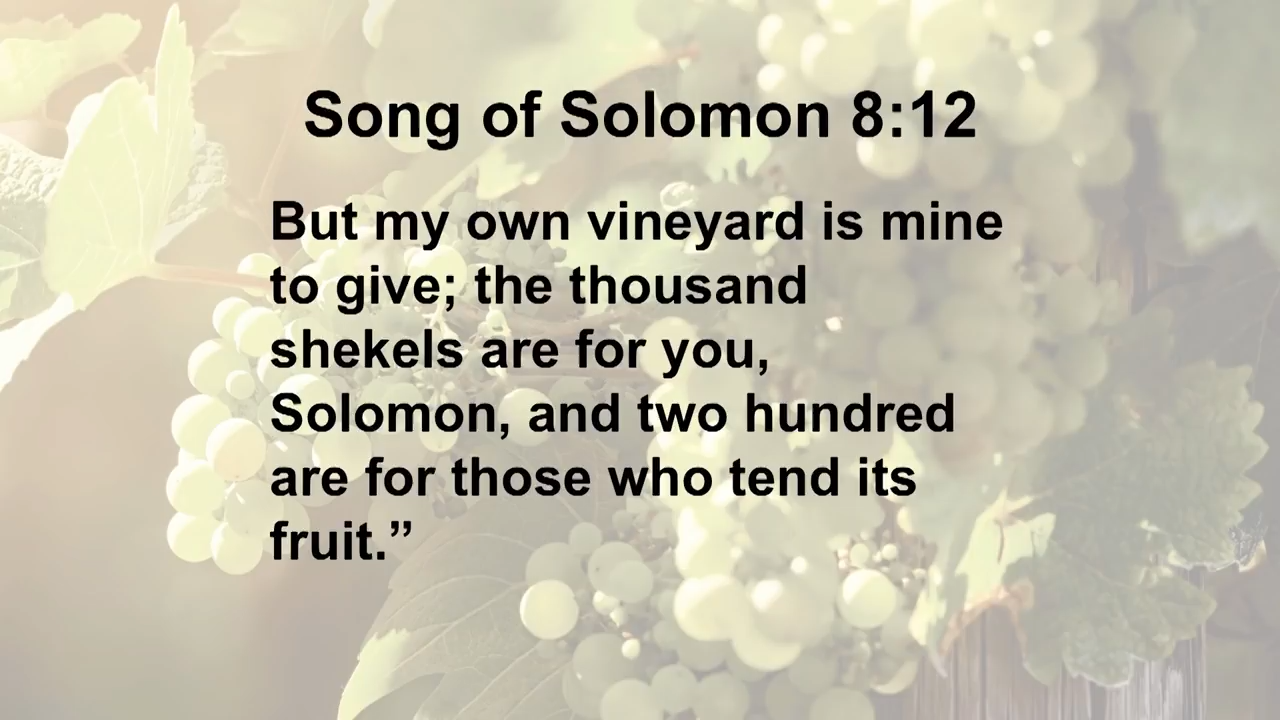 Song of Solomon 8:12
But my own vineyard is mine
to give; the thousand
shekels are for you,
Solomon, and two hundred
are for those who tend its
fruit.”